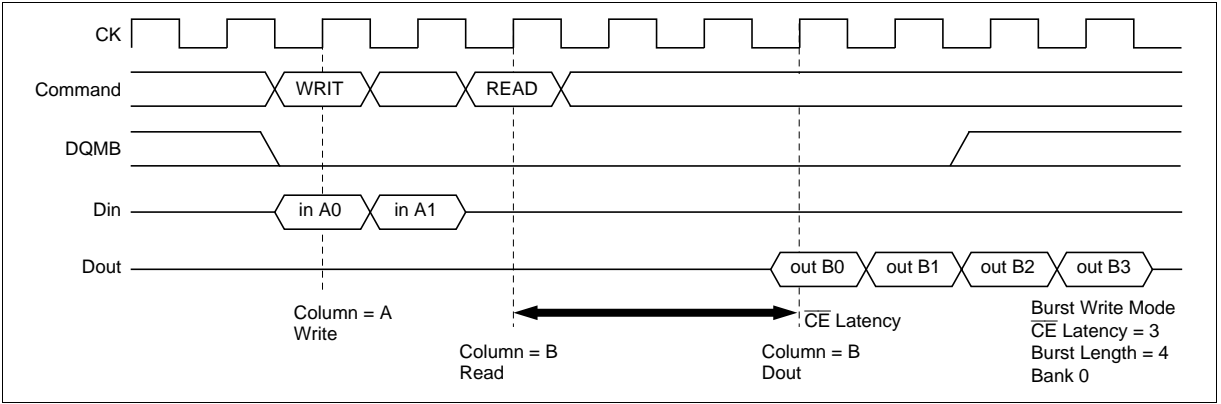 CK
Command WRIT READ
DQMB
Din in A0 in A1
Dout out B0 out B1 out B2 out B3
Column = A
Write
Column = B
Read
CE Latency
Column = B
Dout
Burst Write Mode
CE Latency = 3
Burst Length = 4
Bank 0